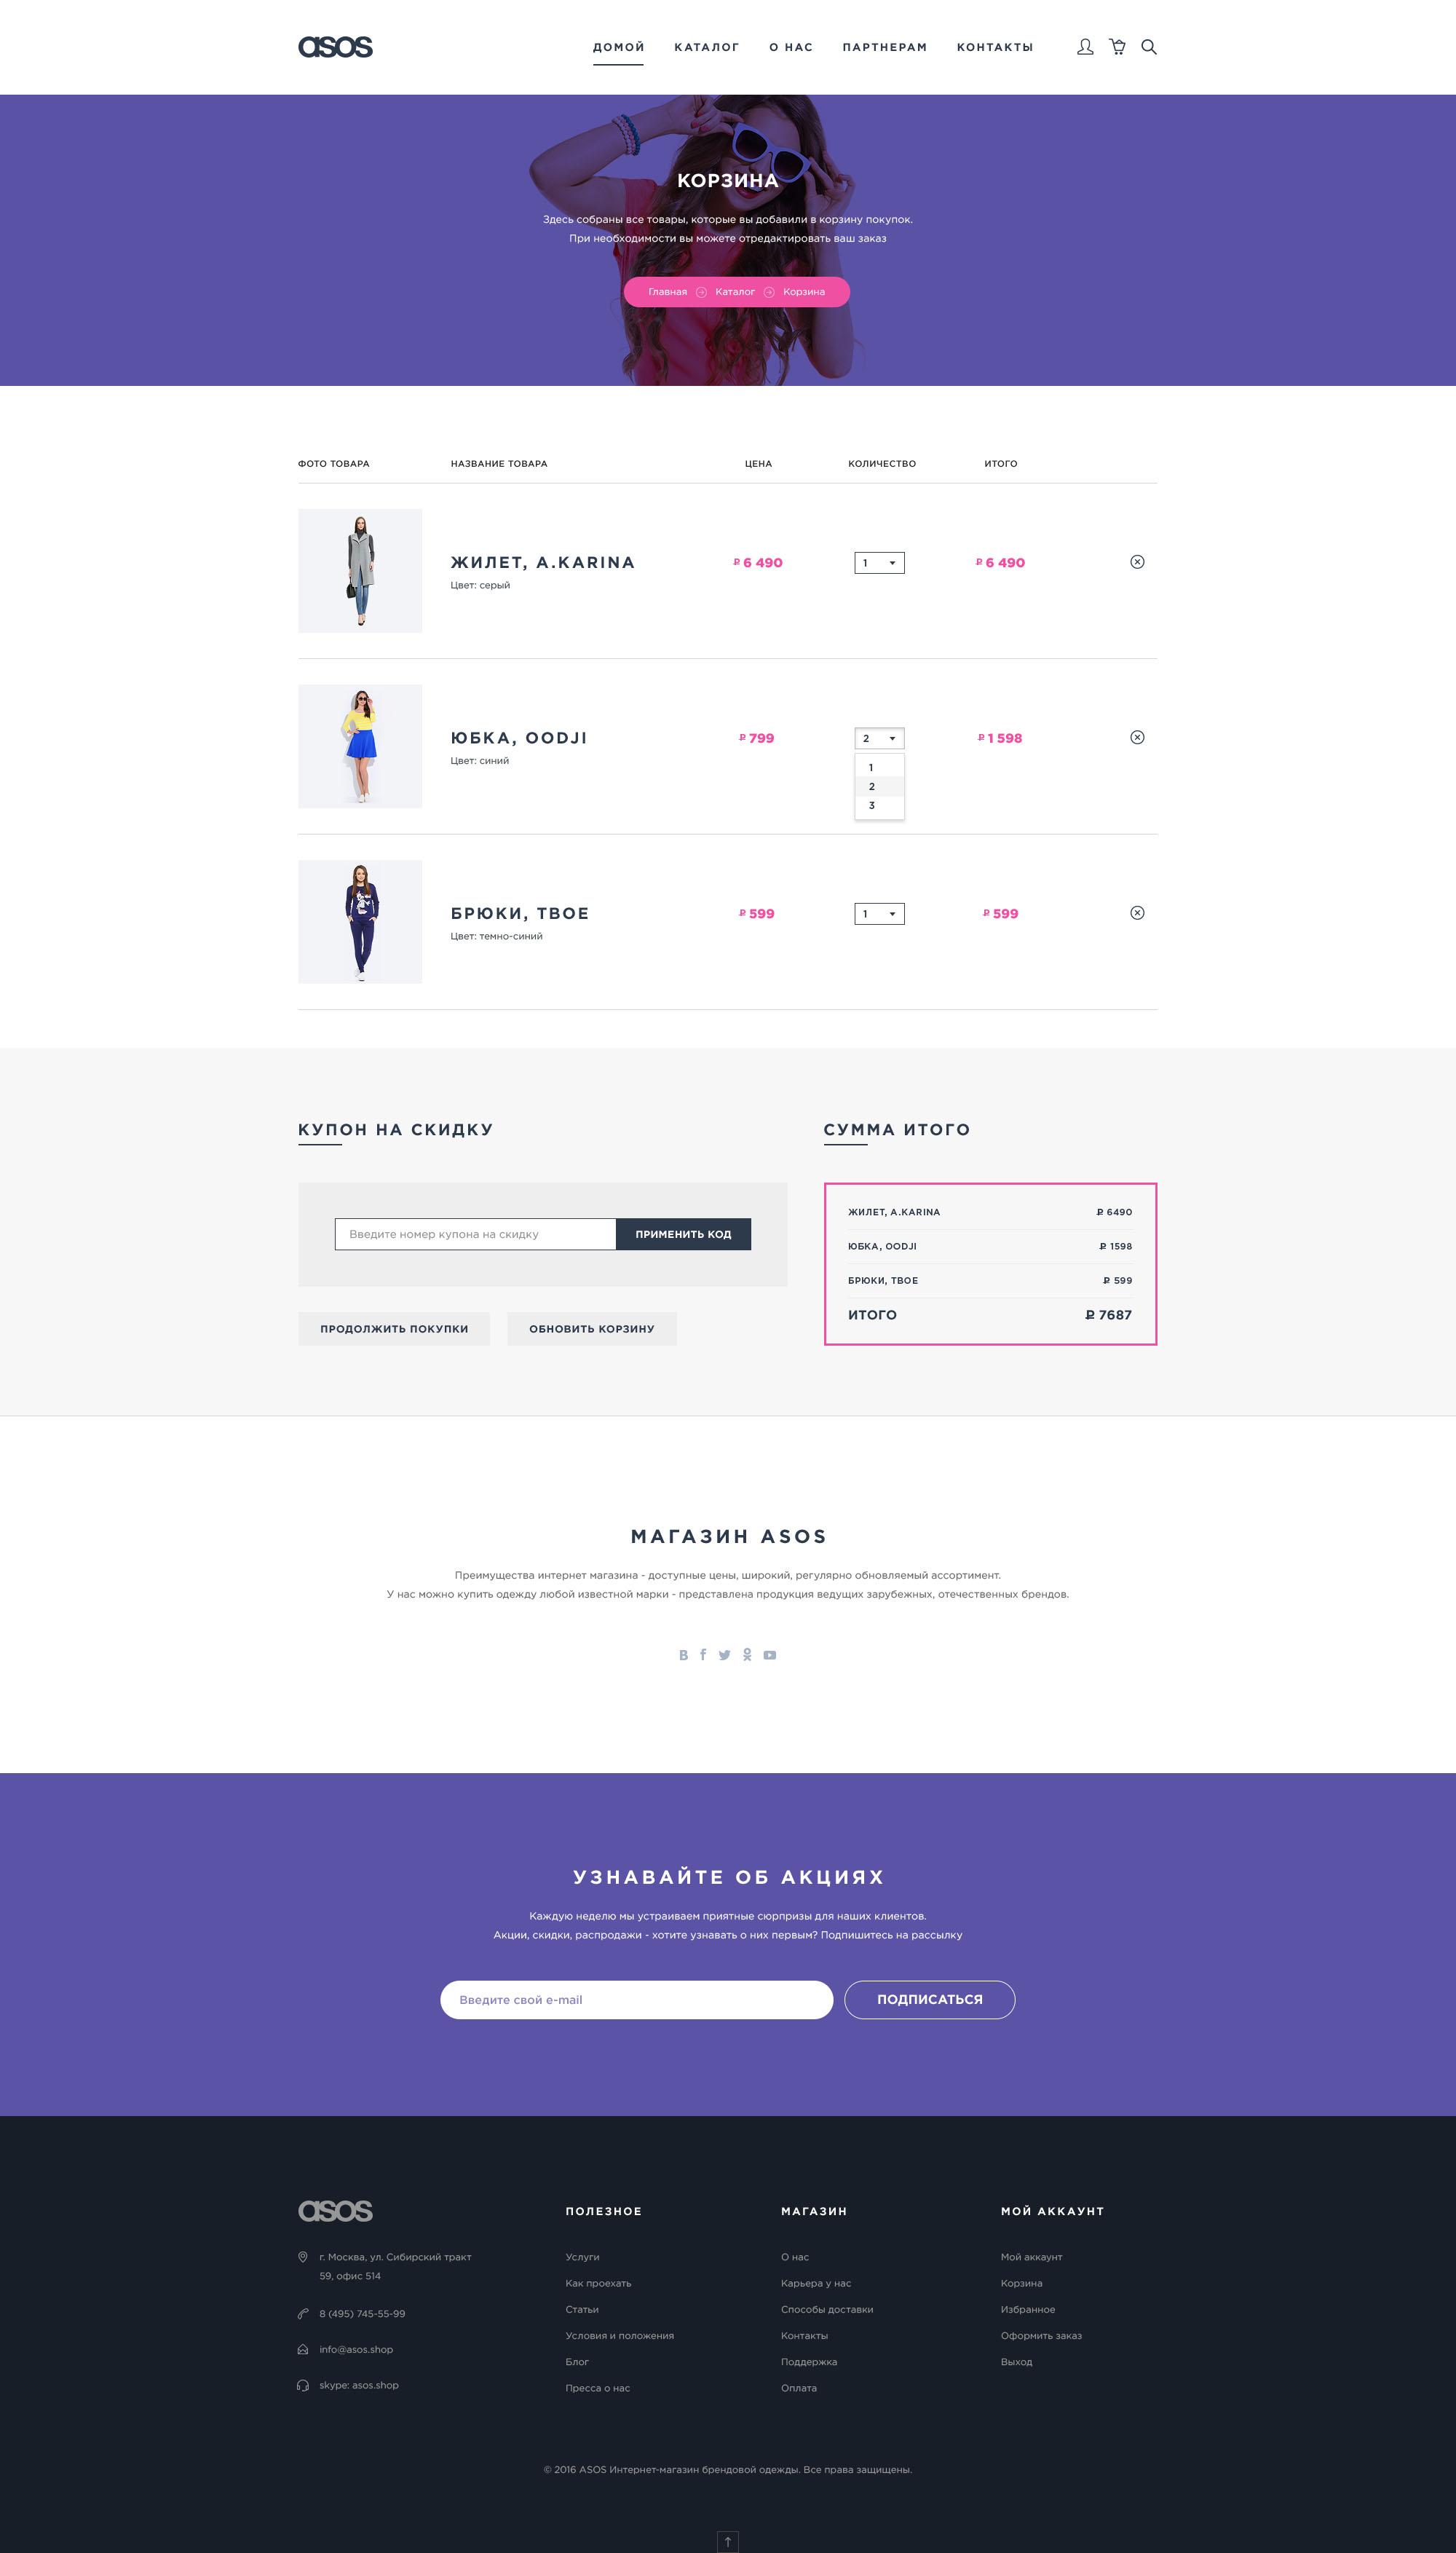 asos
ДОМОЙ КАТАЛОГ О НАС ПАРТНЕРАМ КОНТАКТЫ
КОРЗИНА
Здесь собраны все товары, которые вы добавили в корзину покупок.
При необходимости вы можете отредактировать ваш заказ
Главная Каталог Корзина
ФОТО ТОВАРА НАЗВАНИЕ ТОВАРА ЦЕНА КОЛИЧЕСТВО ИТОГО
ЖИЛЕТ, A.KARINA ₽ 6 490 1 ₽ 6 490
Цвет: серый
ЮБКА, OODJI ₽ 799 2 ₽ 1 598
Цвет: синий
1
2
3
БРЮКИ, ТВОЕ ₽ 599 1 ₽ 599
Цвет: темно-синий
КУПОН НА СКИДКУ
Введите номер купона на скидку ПРИМЕНИТЬ КОД
ПРОДОЛЖИТЬ ПОКУПКИ ОБНОВИТЬ КОРЗИНУ
СУММА ИТОГО
ЖИЛЕТ, A.KARINA ₽ 6490
ЮБКА, OODJI ₽ 1598
БРЮКИ, ТВОЕ ₽ 599
ИТОГО ₽ 7687
МАГАЗИН ASOS
Преимущества интернет магазина - доступные цены, широкий, регулярно обновляемый ассортимент.
У нас можно купить одежду любой известной марки - представлена продукция ведущих зарубежных, отечественных брендов.
УЗНАВАЙТЕ ОБ АКЦИЯХ
Каждую неделю мы устраиваем приятные сюрпризы для наших клиентов.
Акции, скидки, распродажи - хотите узнавать о них первым? Подпишитесь на рассылку
Введите свой e-mail ПОДПИСАТЬСЯ
asos
г. Москва, ул. Сибирский тракт
59, офис 514
8 (495) 745-55-99
info@asos.shop
skype: asos.shop
ПОЛЕЗНОЕ
Услуги
Как проехать
Статьи
Условия и положения
Блог
Пресса о нас
МАГАЗИН
О нас
Карьера у нас
Способы доставки
Контакты
Поддержка
Оплата
МОЙ АККАУНТ
Мой аккаунт
Корзина
Избранное
Оформить заказ
Выход
© 2016 ASOS Интернет-магазин брендовой одежды. Все права защищены.